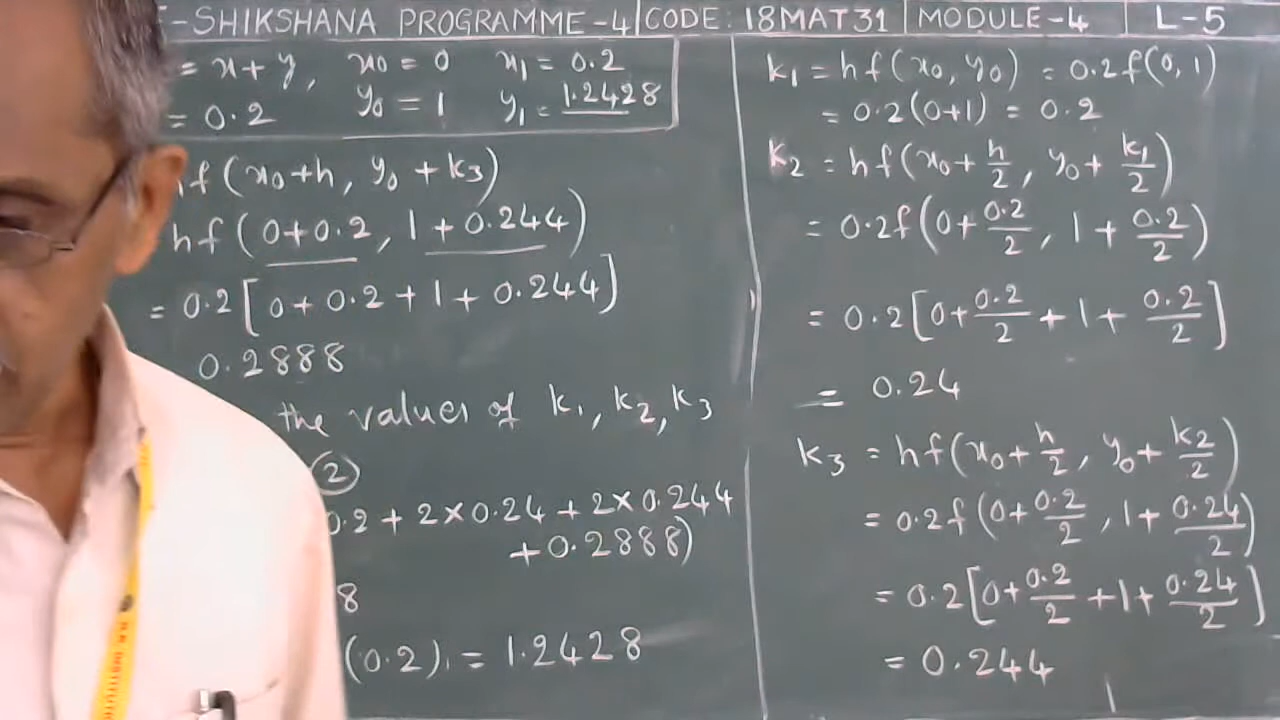 E-SHIKSHANA PROGRAMME-4 | CODE: 18MAT31 | MODULE-4 | L-5
= x+y, x0 = 0 x1 = 0.2
= 0.2 y0 = 1 y1 = 1.2428
hf(x0+h, y0+k3)
hf(0+0.2, 1+0.244)
= 0.2[0+0.2+1+0.244]
0.2888
the values of k1, k2, k3
2
0.2+2×0.24+2×0.244
+0.2888)
8
(0.2) = 1.2428
k1 = hf(x0, y0) = 0.2f(0, 1)
= 0.2(0+1) = 0.2
k2 = hf(x0+h/2, y0+k1/2)
= 0.2f(0+0.2/2, 1+0.2/2)
= 0.2[0+0.2/2+1+0.2/2]
= 0.24
k3 = hf(x0+h/2, y0+k2/2)
= 0.2f(0+0.2/2, 1+0.24/2)
= 0.2[0+0.2/2+1+0.24/2]
= 0.244